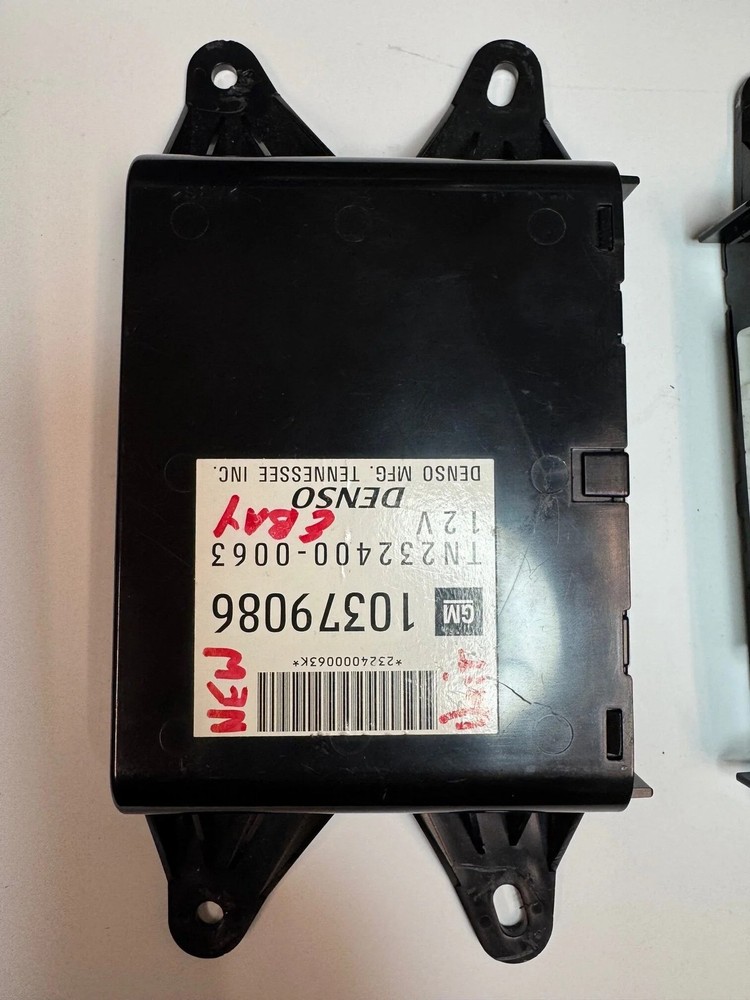 *2324000063K*
NEW
GM 10379086
TN232400-0063
12V
EBAY
DENSO
DENSO MFG. TENNESSEE INC.